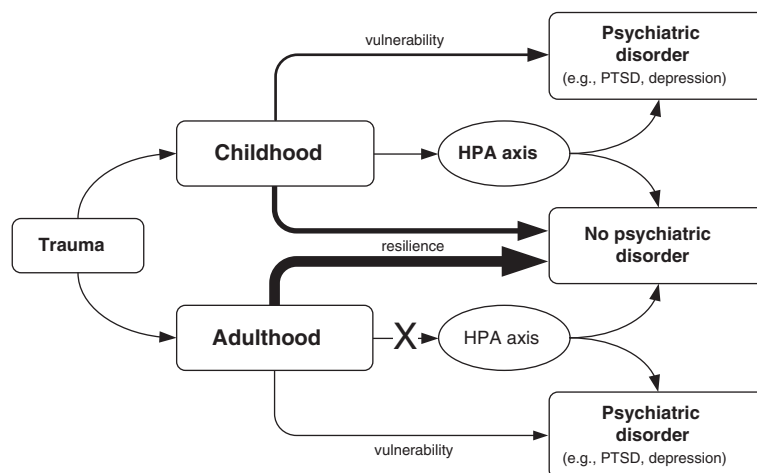 vulnerability
Psychiatric
disorder
(e.g., PTSD, depression)
Childhood
HPA axis
Trauma
resilience
No psychiatric
disorder
Adulthood
X
HPA axis
vulnerability
Psychiatric
disorder
(e.g., PTSD, depression)